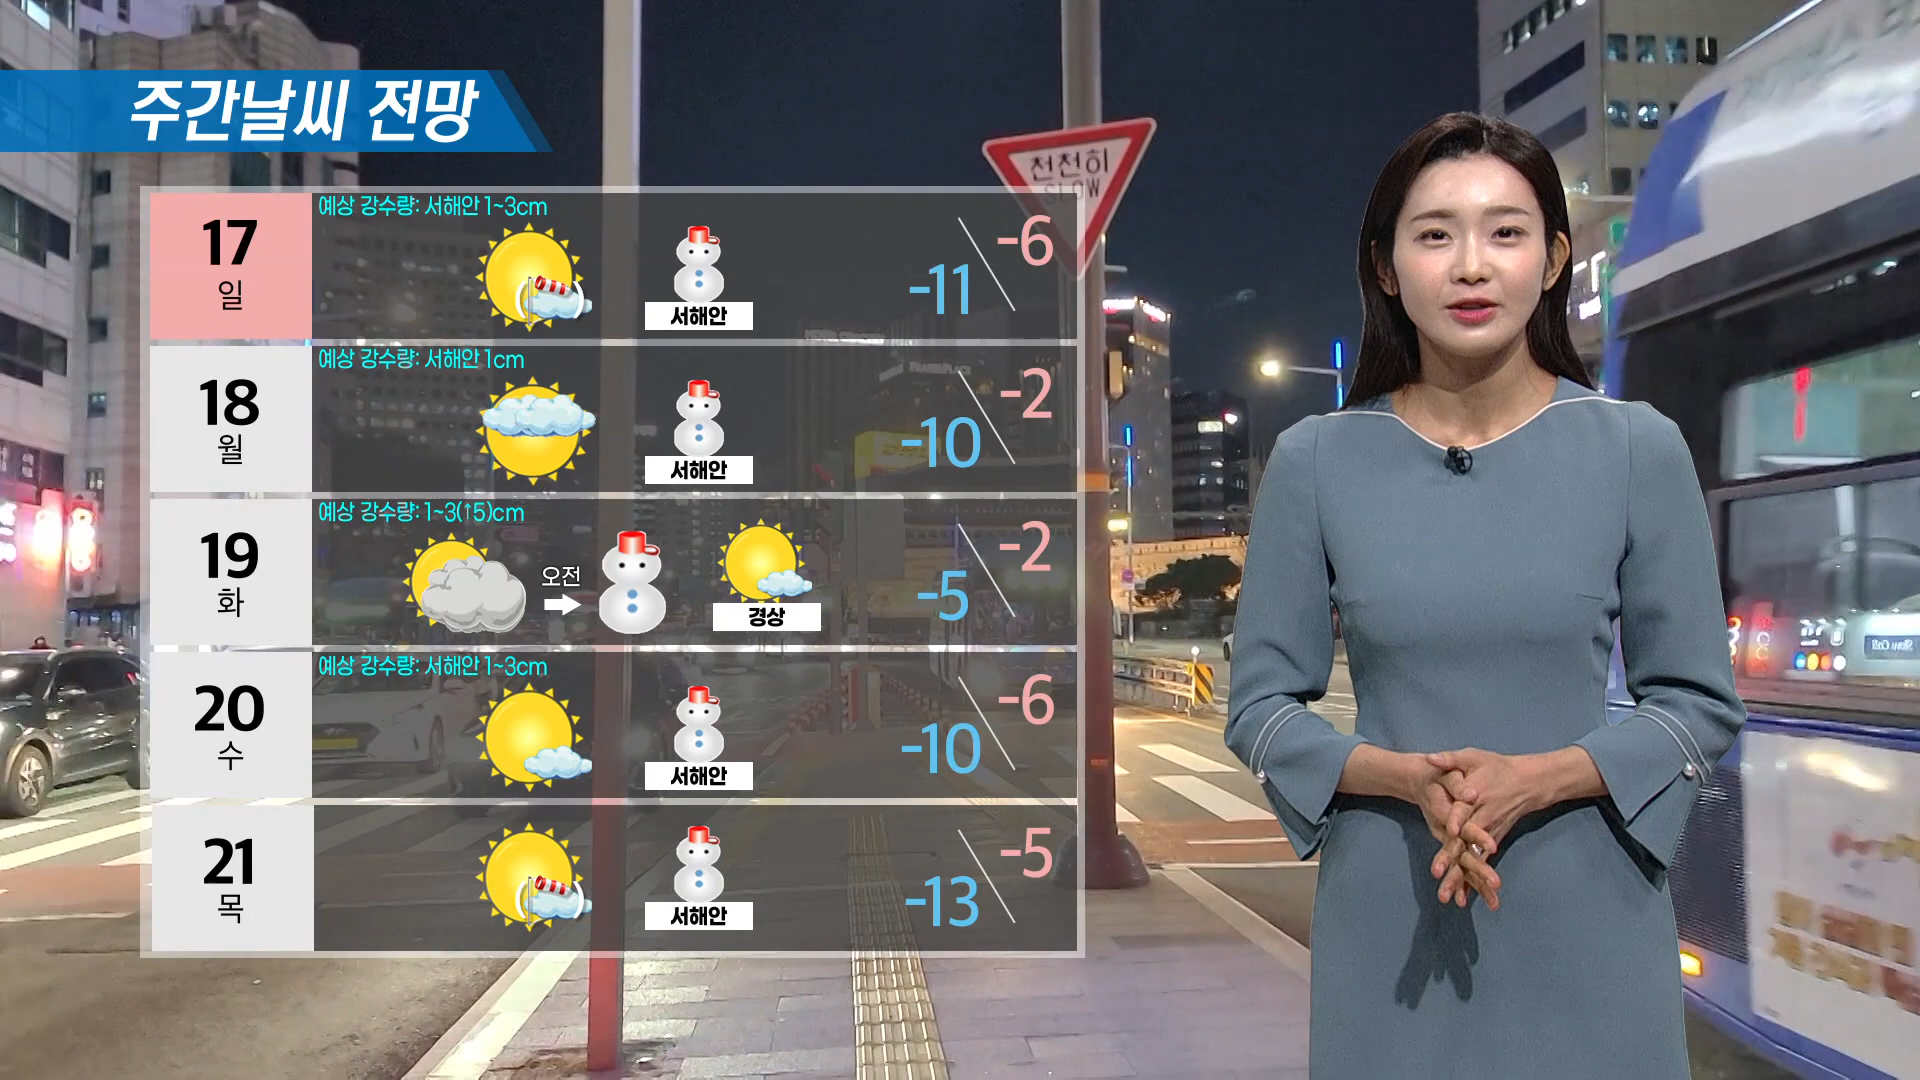 주간날씨 전망
천천히
SLOW
17
일
예상 강수량: 서해안 1~3cm
서해안
-11
-6
18
월
예상 강수량: 서해안 1cm
서해안
-10
-2
19
화
예상 강수량: 1~3(↑5)cm
오전
경상
-5
-2
20
수
예상 강수량: 서해안 1~3cm
서해안
-10
-6
21
목
서해안
-13
-5